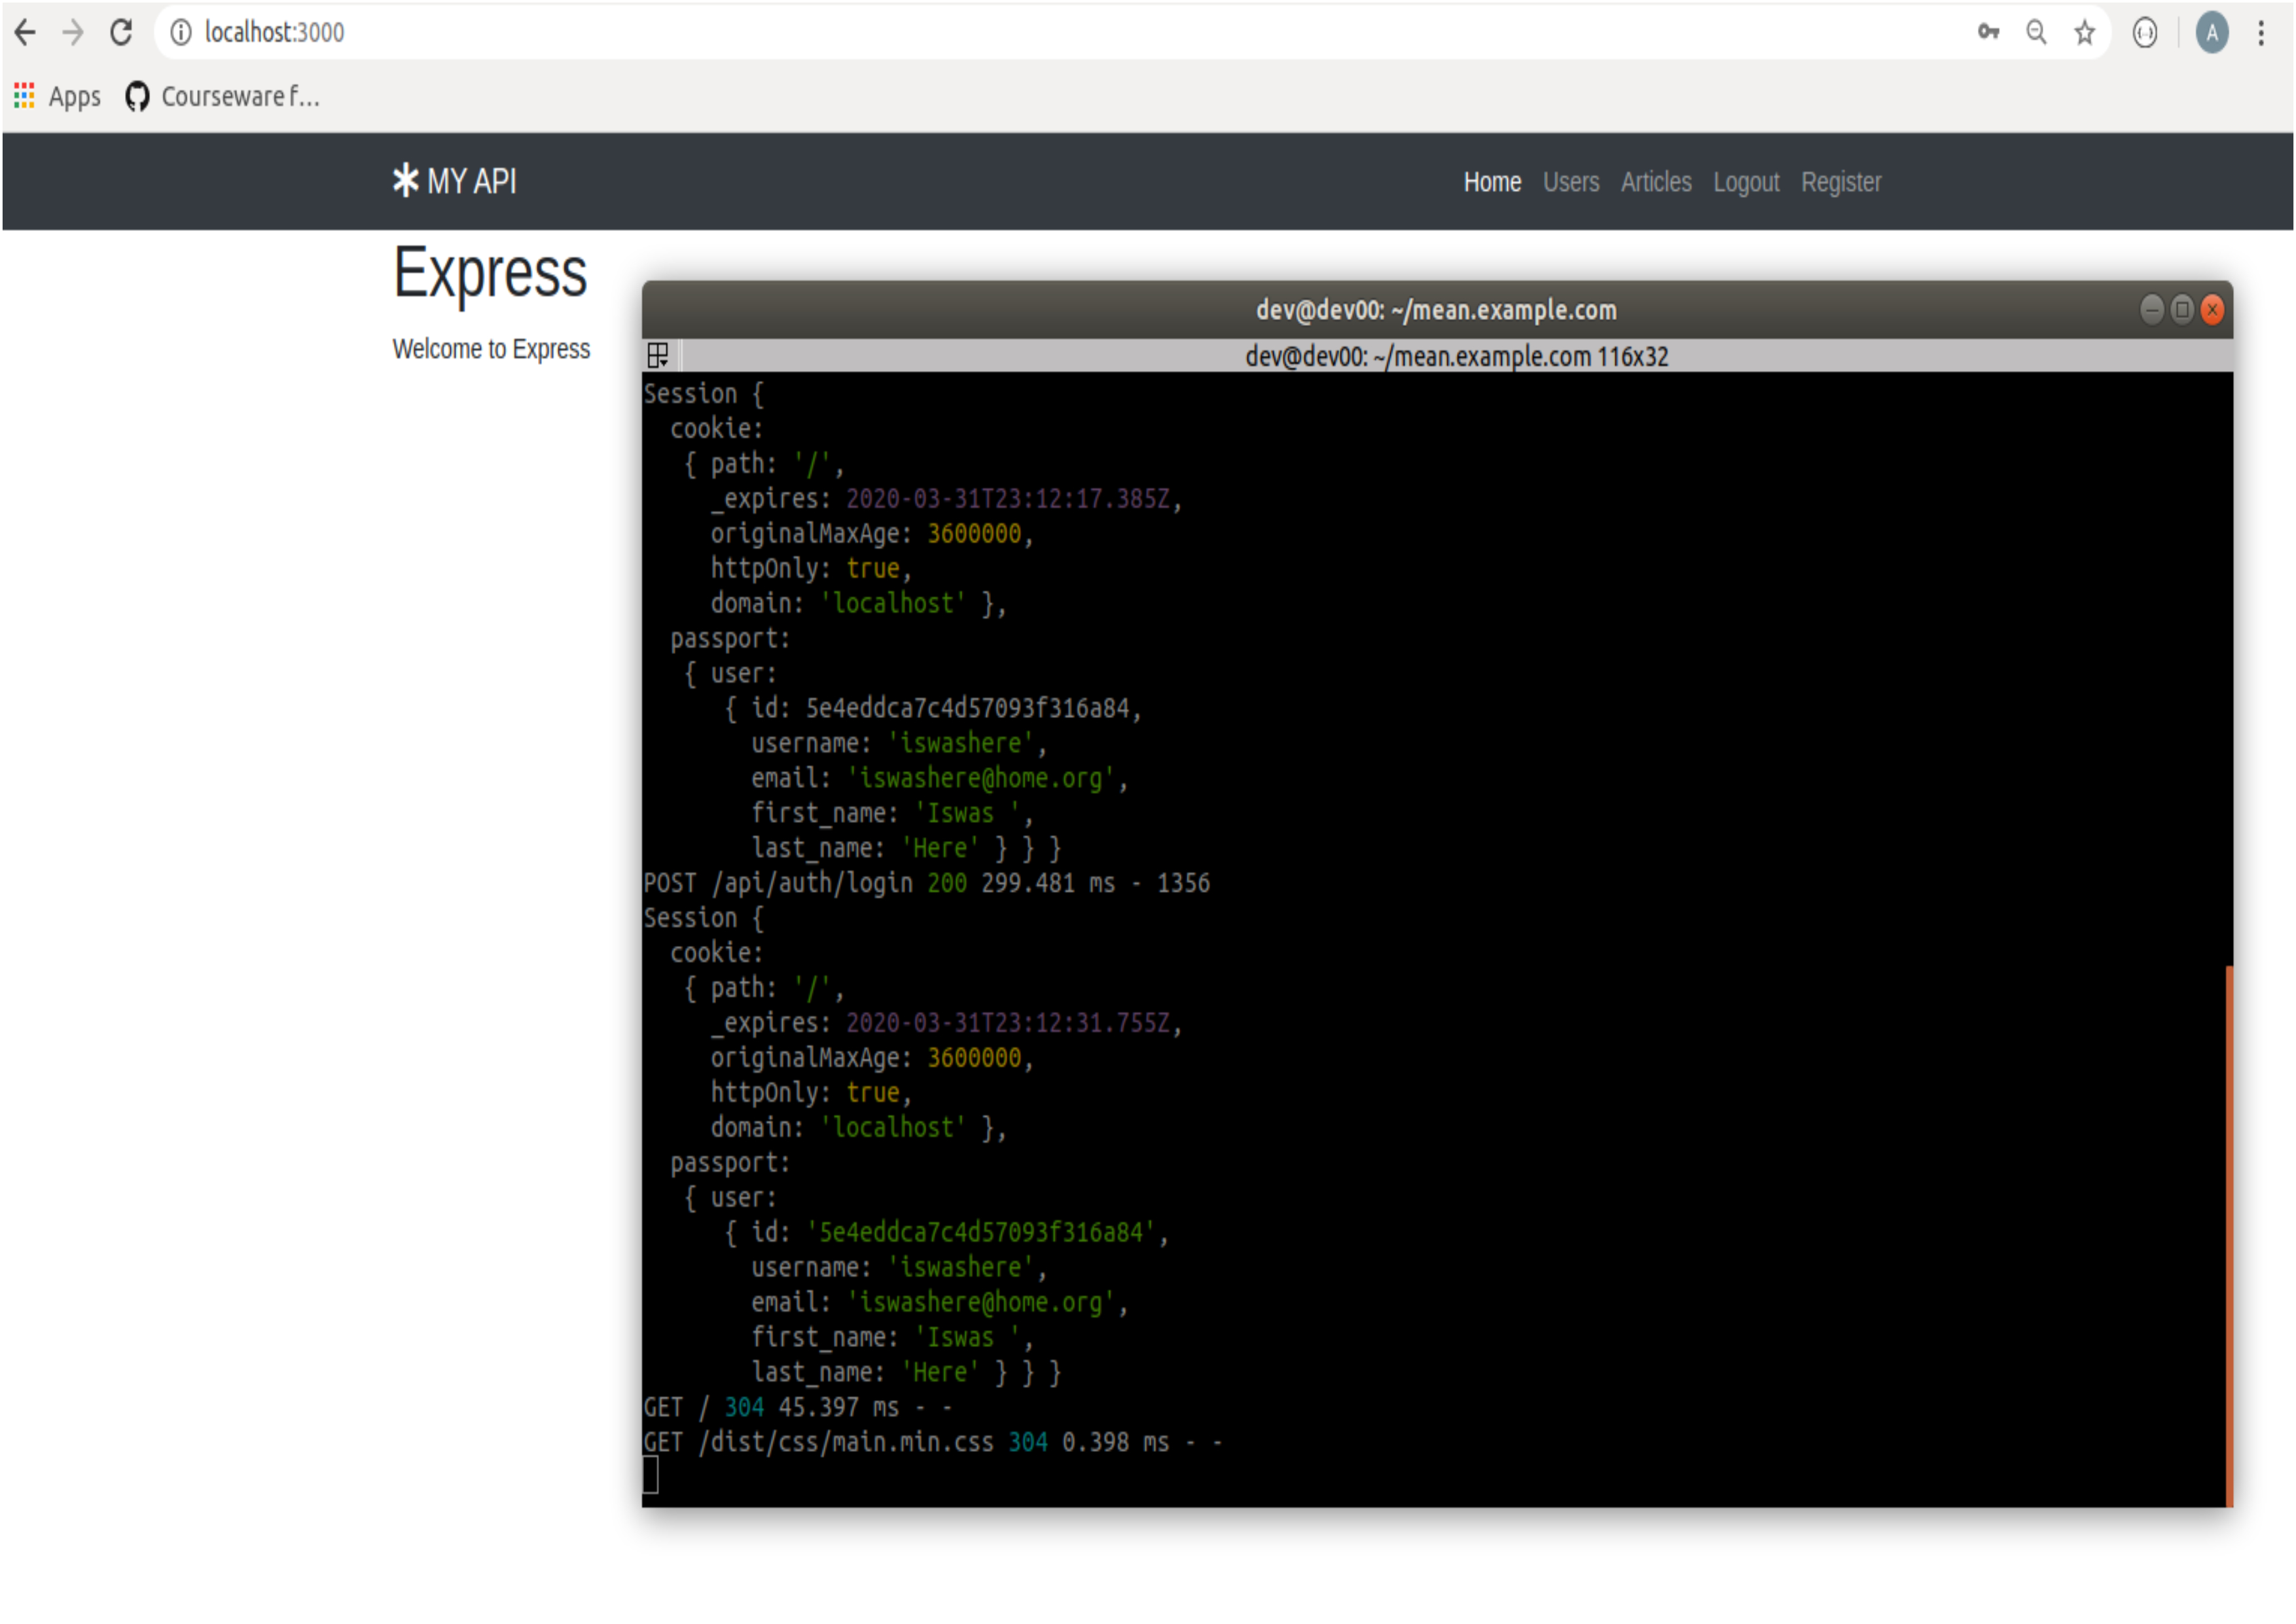 localhost:3000
A
Apps Courseware f...
MY API Home Users Articles Logout Register
Express
Welcome to Express
dev@dev00: ~/mean.example.com
dev@dev00: ~/mean.example.com 116x32
Session {
cookie:
{ path: '/',
_expires: 2020-03-31T23:12:17.385Z,
originalMaxAge: 3600000,
httpOnly: true,
domain: 'localhost' },
passport:
{ user:
{ id: 5e4eddca7c4d57093f316a84,
username: 'iswashere',
email: 'iswashere@home.org',
first_name: 'Iswas ',
last_name: 'Here' } } }
POST /api/auth/login 200 299.481 ms - 1356
Session {
cookie:
{ path: '/',
_expires: 2020-03-31T23:12:31.755Z,
originalMaxAge: 3600000,
httpOnly: true,
domain: 'localhost' },
passport:
{ user:
{ id: '5e4eddca7c4d57093f316a84',
username: 'iswashere',
email: 'iswashere@home.org',
first_name: 'Iswas ',
last_name: 'Here' } } }
GET / 304 45.397 ms - -
GET /dist/css/main.min.css 304 0.398 ms - -